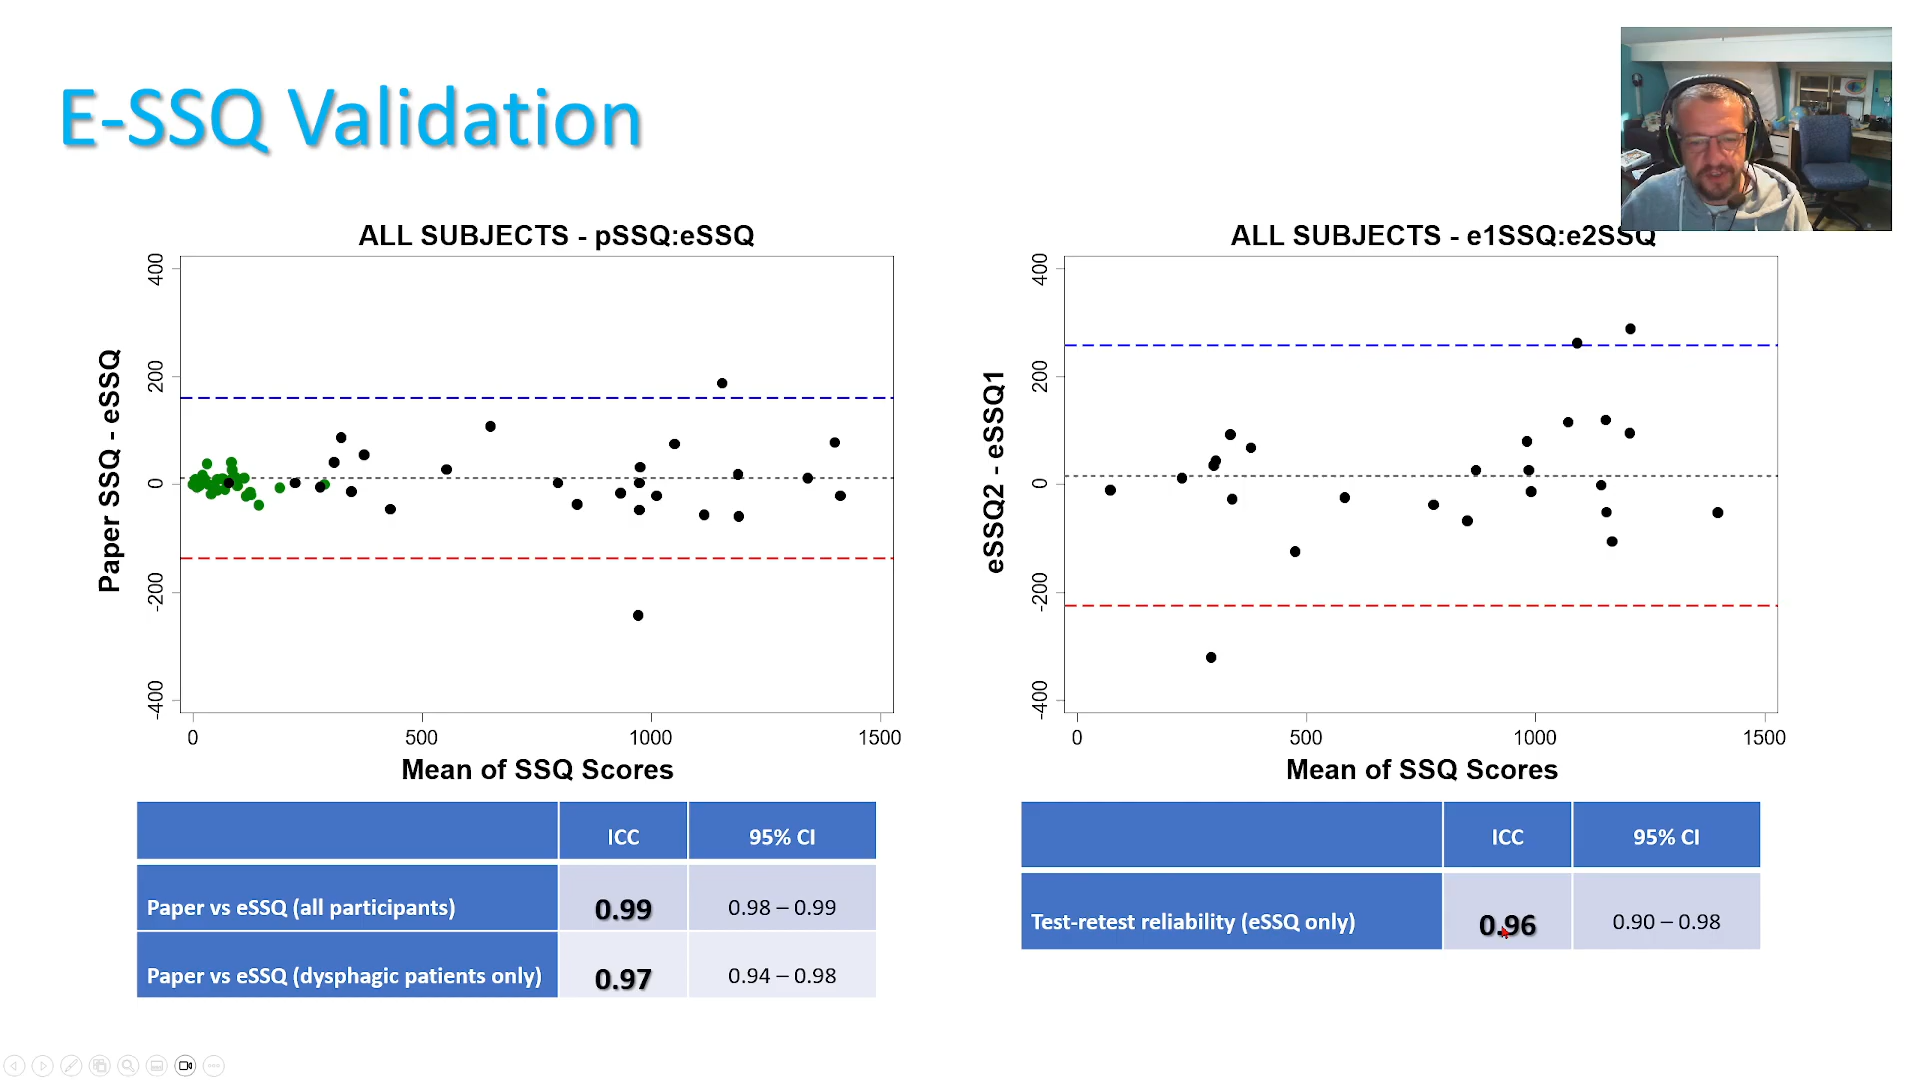 E-SSQ Validation
ALL SUBJECTS - pSSQ:eSSQ
400
200
0
-200
-400
Paper SSQ - eSSQ
0 500 1000 1500
Mean of SSQ Scores
ICC 95% CI
Paper vs eSSQ (all participants) 0.99 0.98 – 0.99
Paper vs eSSQ (dysphagic patients only) 0.97 0.94 – 0.98
ALL SUBJECTS - e1SSQ:e2SSQ
400
200
0
-200
-400
eSSQ2 - eSSQ1
0 500 1000 1500
Mean of SSQ Scores
ICC 95% CI
Test-retest reliability (eSSQ only) 0.96 0.90 – 0.98